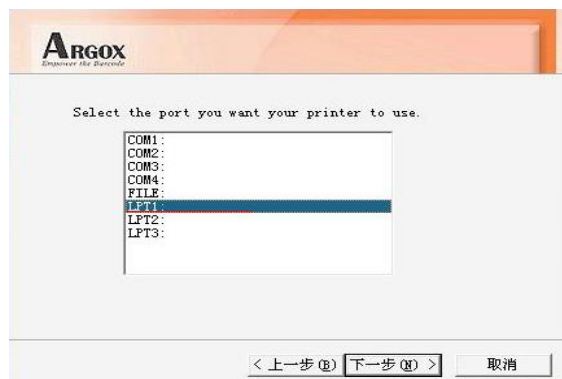 ARGOX
Empower the Barcode
Select the port you want your printer to use.
COM1:
COM2:
COM3:
COM4:
FILE:
LPT1:
LPT2:
LPT3:
< 上一步(B) 下一步(N) > 取消